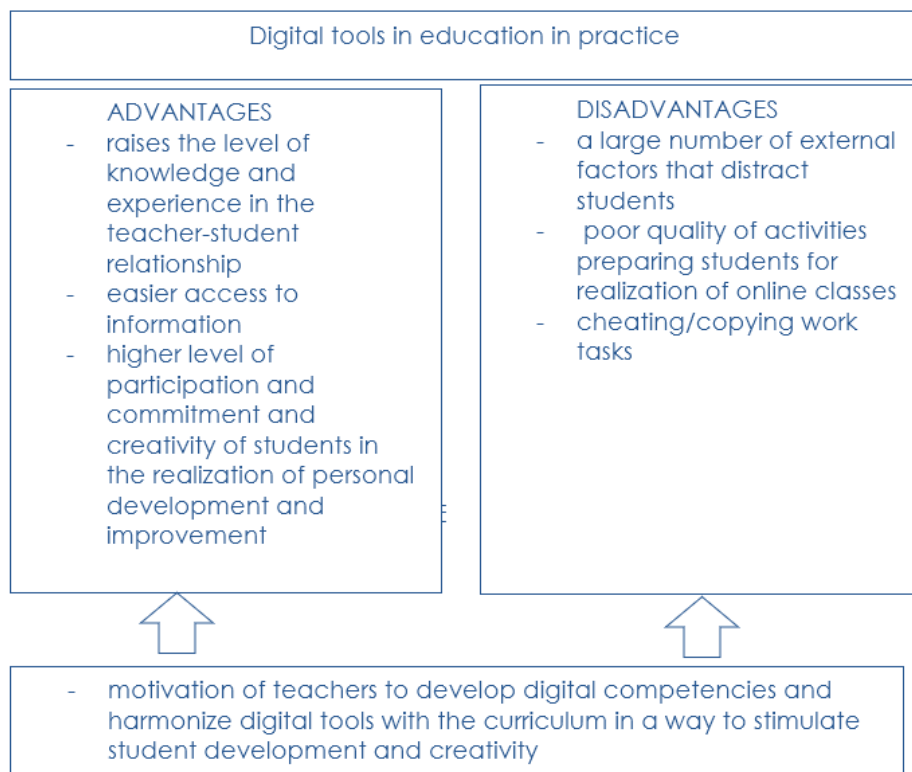 Digital tools in education in practice
ADVANTAGES
- raises the level of
knowledge and
experience in the
teacher-student
relationship
- easier access to
information
- higher level of
participation and
commitment and
creativity of students in
the realization of personal
development and
improvement
DISADVANTAGES
- a large number of external
factors that distract
students
- poor quality of activities
preparing students for
realization of online classes
- cheating/copying work
tasks
- motivation of teachers to develop digital competencies and
harmonize digital tools with the curriculum in a way to stimulate
student development and creativity